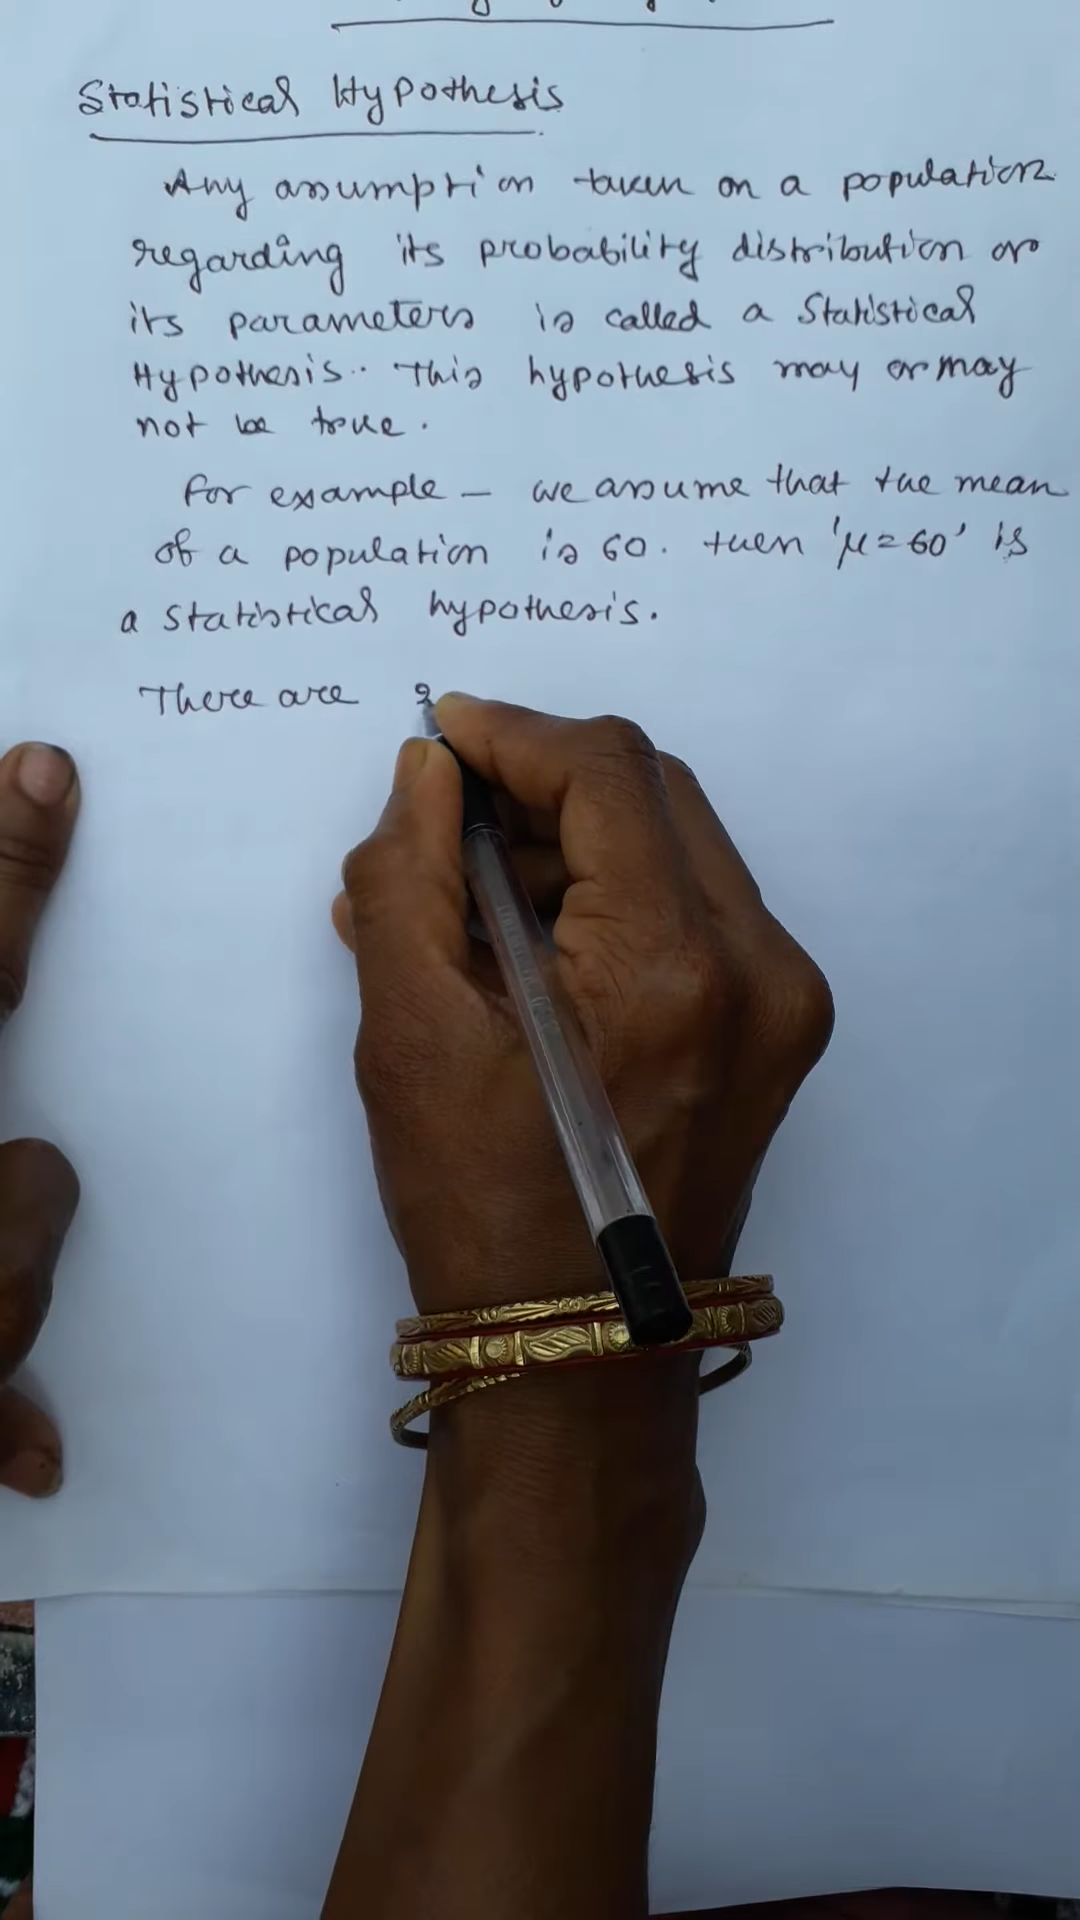 Statistical Hypothesis
Any assumption taken on a population
regarding its probability distribution or
its parameters is called a Statistical
Hypothesis.. This hypothesis may or may
not be true.
for example – we assume that the mean
of a population is 60. then 'μ = 60' is
a statistical hypothesis.
There are 2